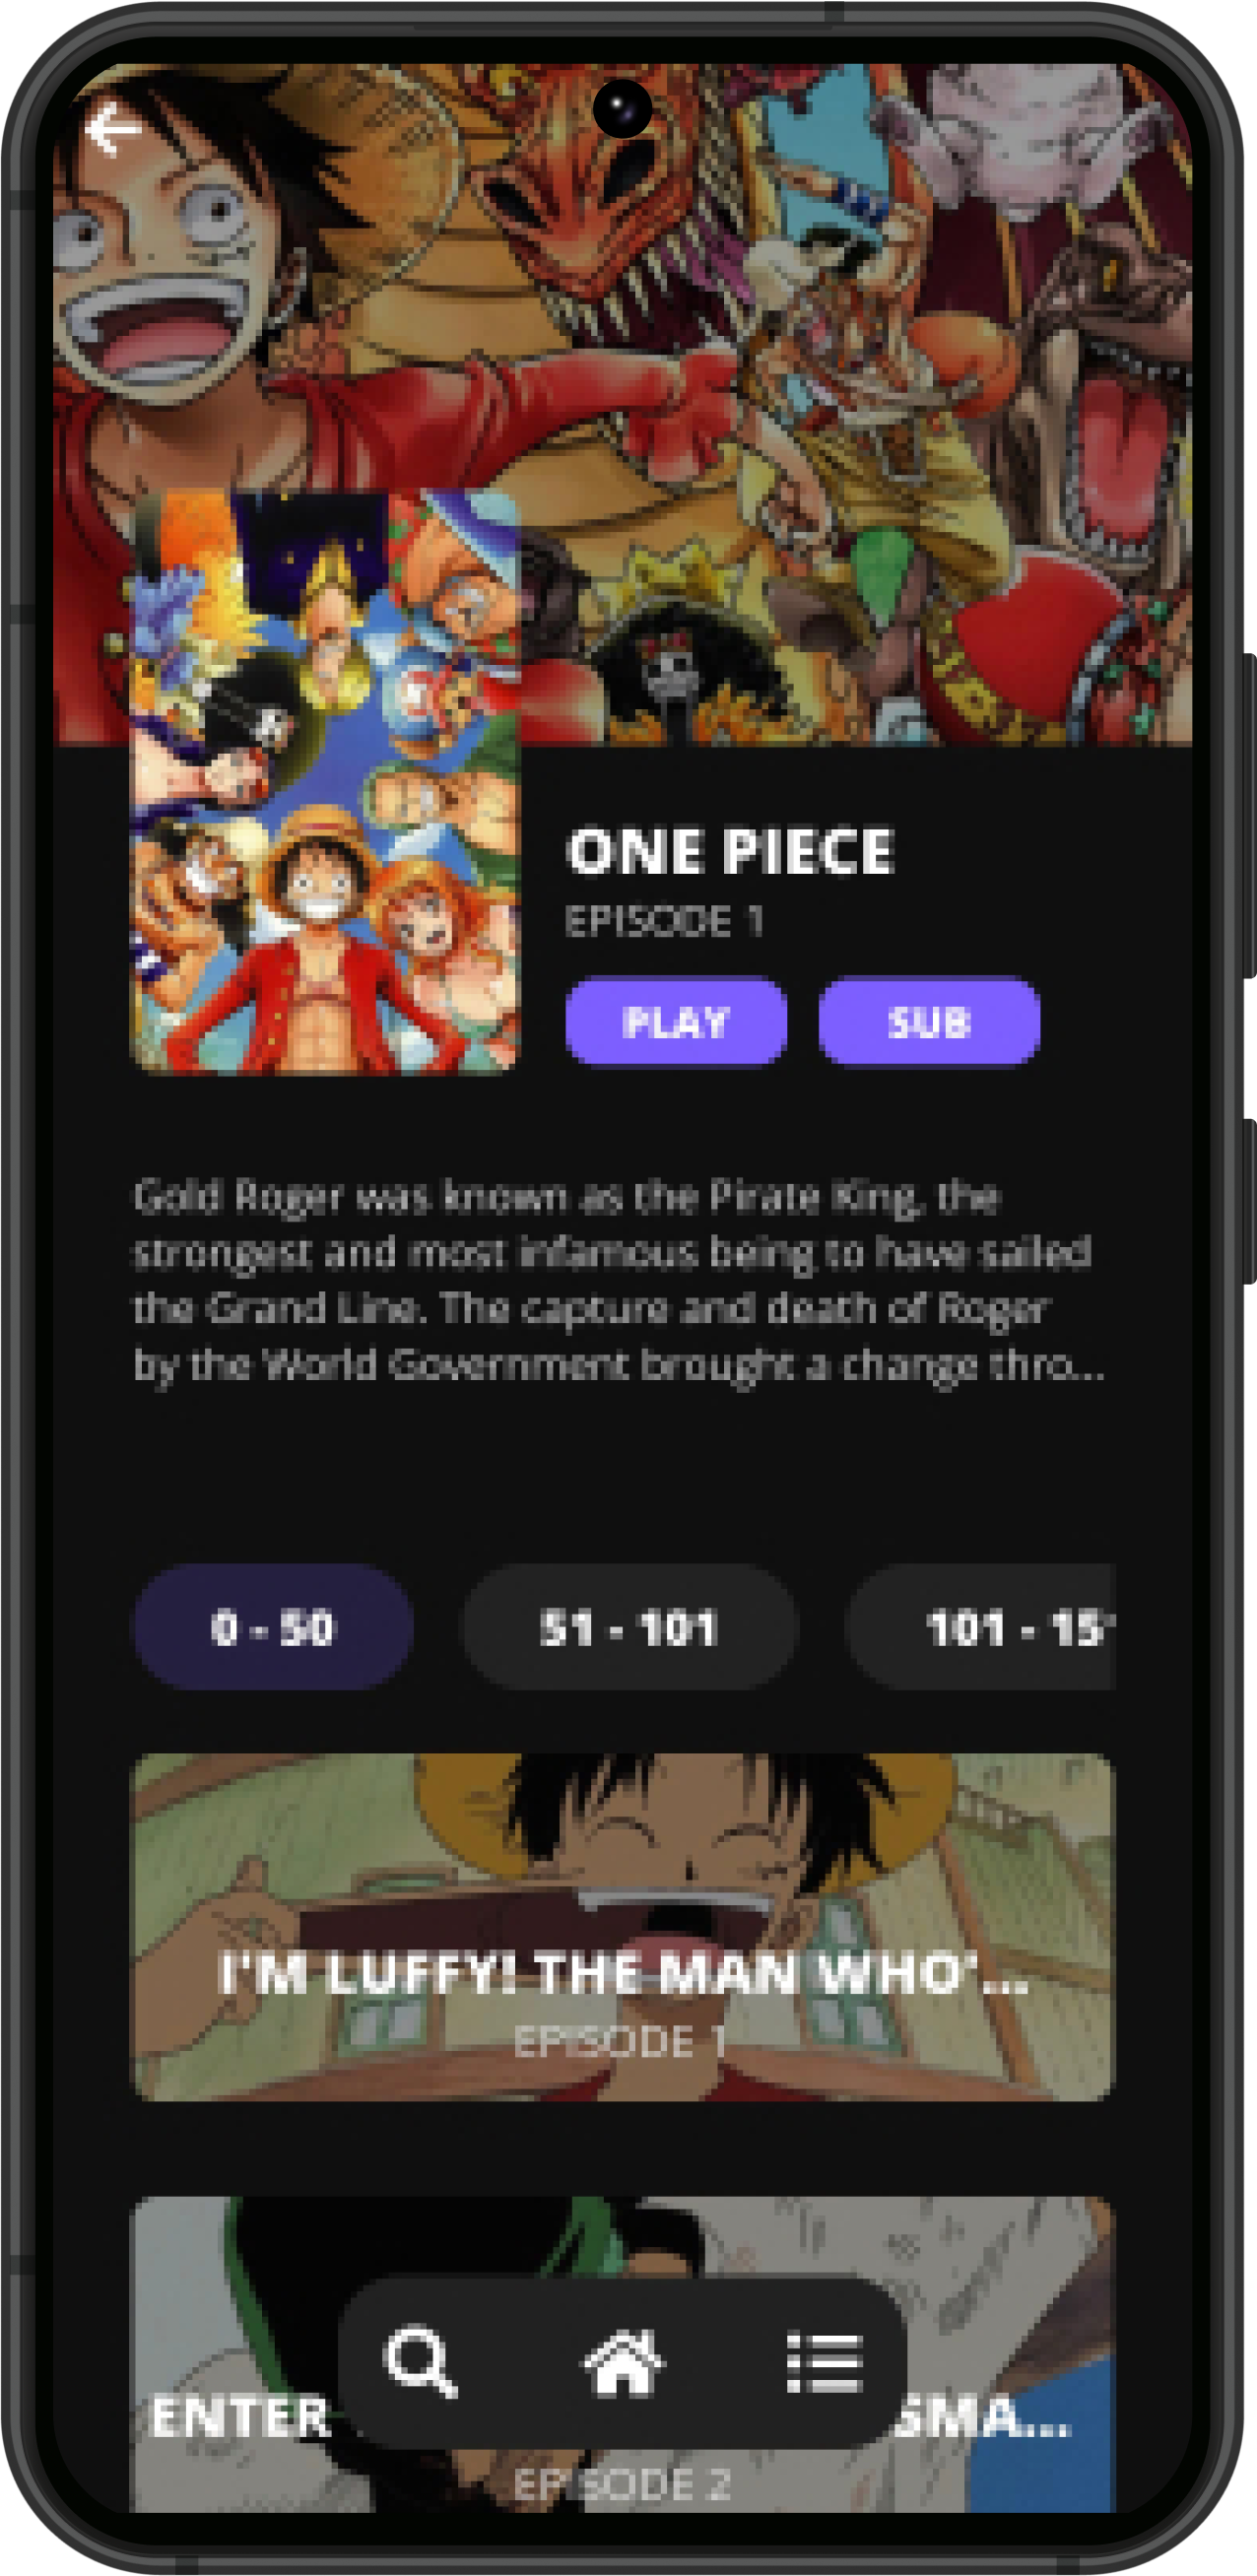 ONE PIECE
EPISODE 1
PLAY
SUB
Gold Roger was known as the Pirate King, the
strongest and most infamous being to have sailed
the Grand Line. The capture and death of Roger
by the World Government brought a change thro...
0 - 50
51 - 101
101 - 15
I'M LUFFY! THE MAN WHO'...
EPISODE 1
ENTER
SMA...
EPISODE 2